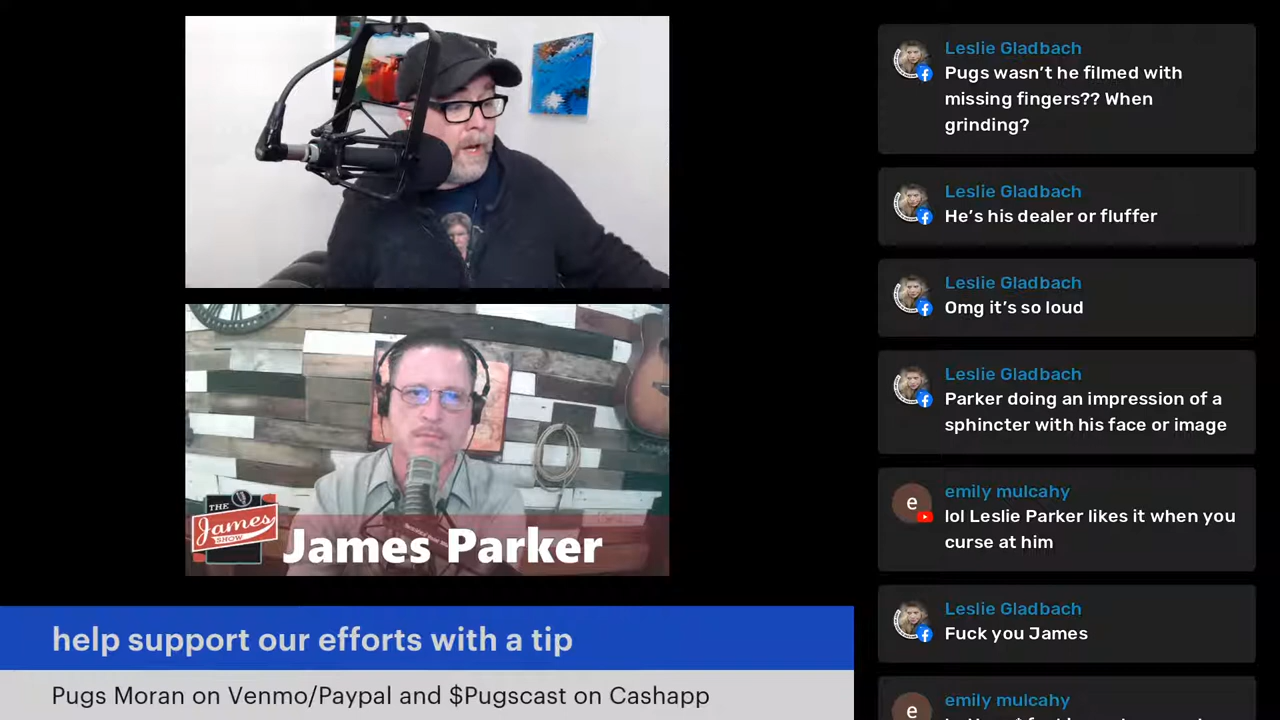 THE
James
SHOW
James Parker
help support our efforts with a tip
Pugs Moran on Venmo/Paypal and $Pugscast on Cashapp
Leslie Gladbach
Pugs wasn’t he filmed with
missing fingers?? When
grinding?
Leslie Gladbach
He’s his dealer or fluffer
Leslie Gladbach
Omg it’s so loud
Leslie Gladbach
Parker doing an impression of a
sphincter with his face or image
e
emily mulcahy
lol Leslie Parker likes it when you
curse at him
Leslie Gladbach
Fuck you James
e
emily mulcahy